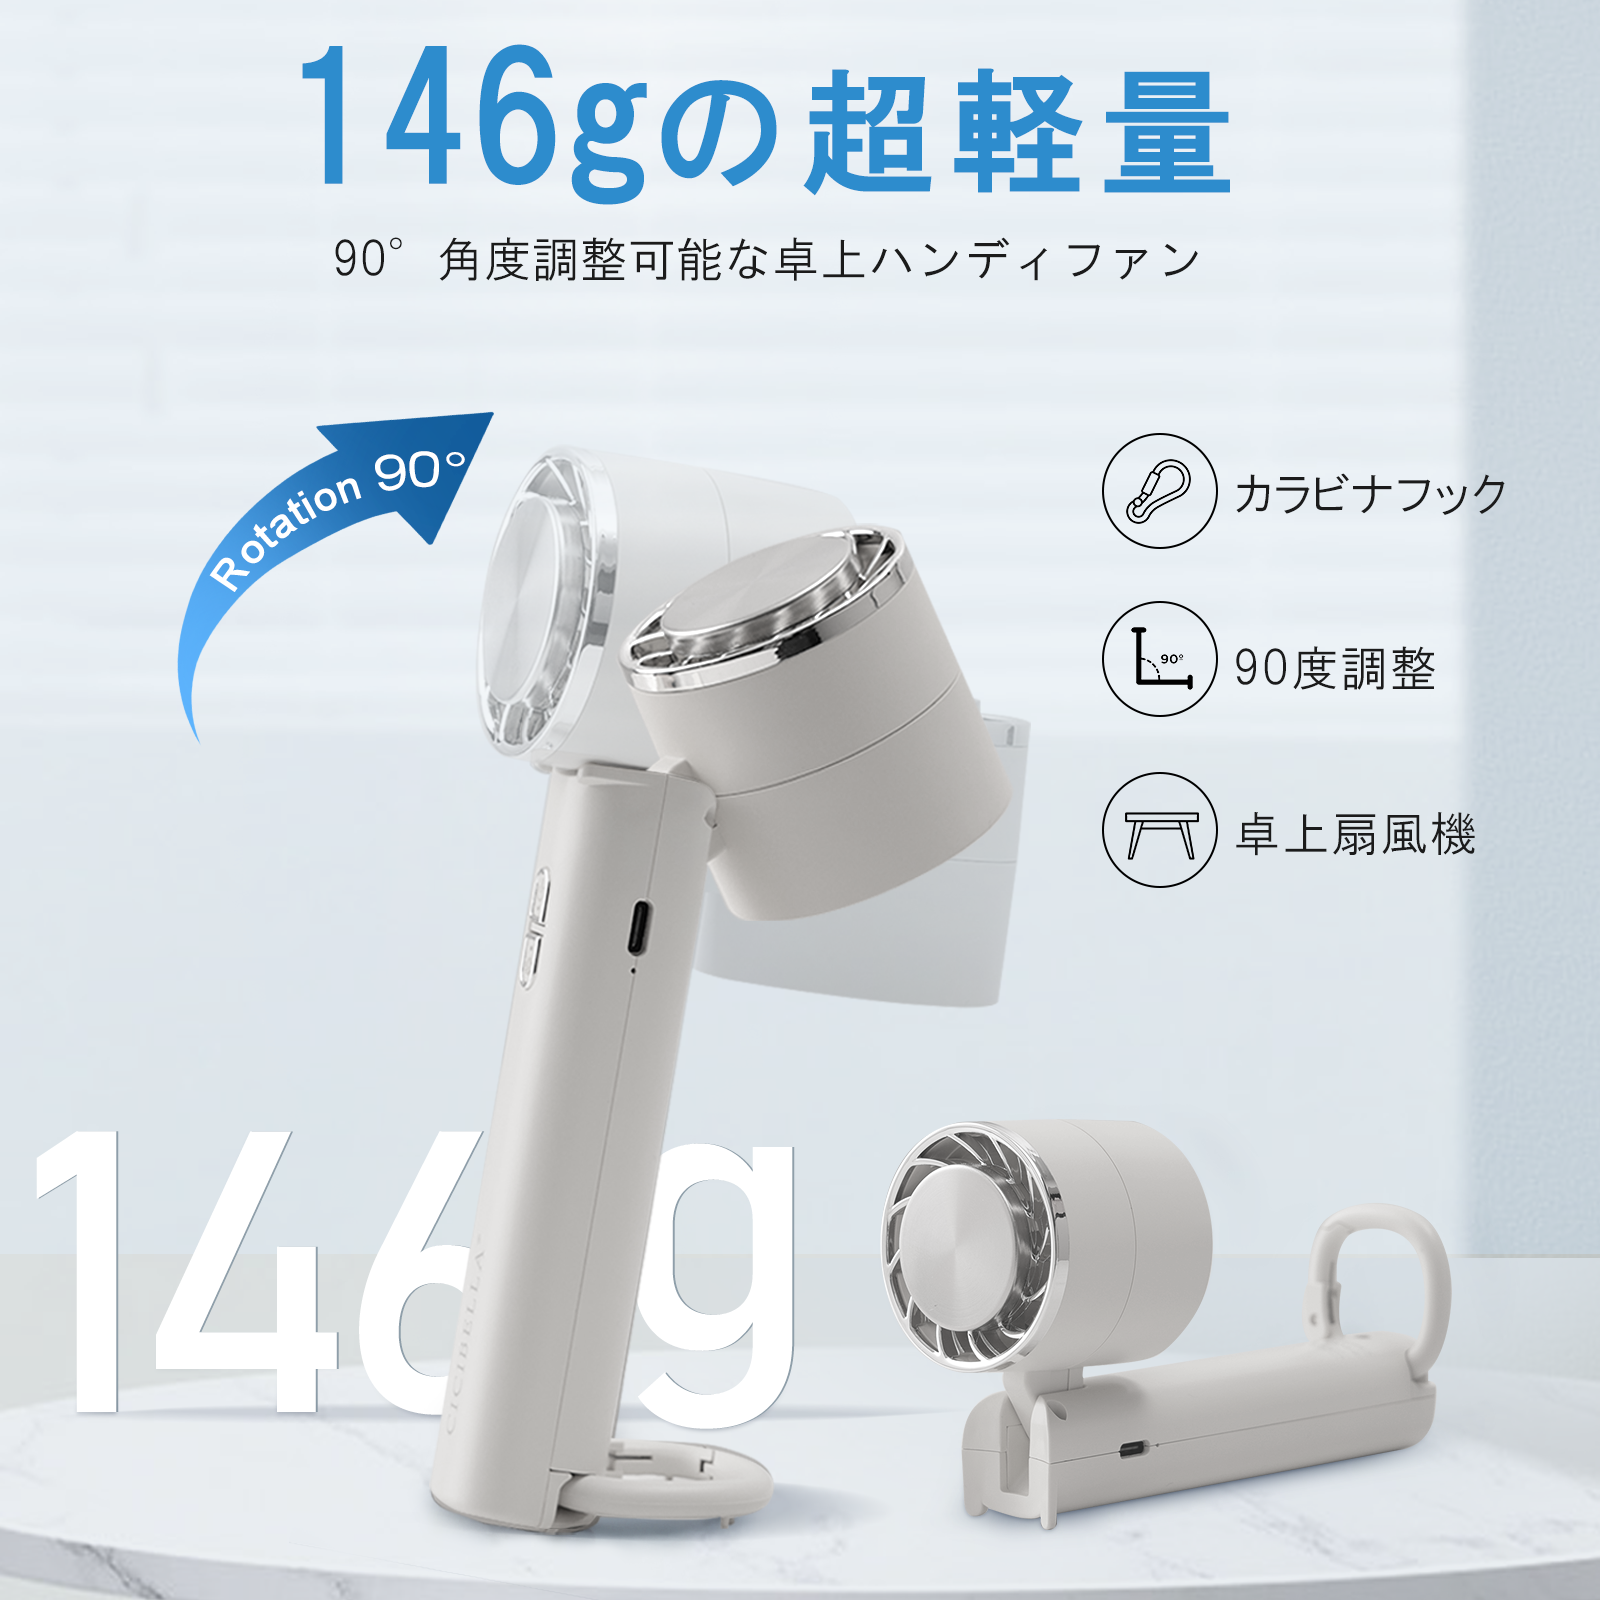 146gの超軽量
90°角度調整可能な卓上ハンディファン
Rotation 90°
カラビナフック
90°
90度調整
卓上扇風機
146g
CICIBELLA